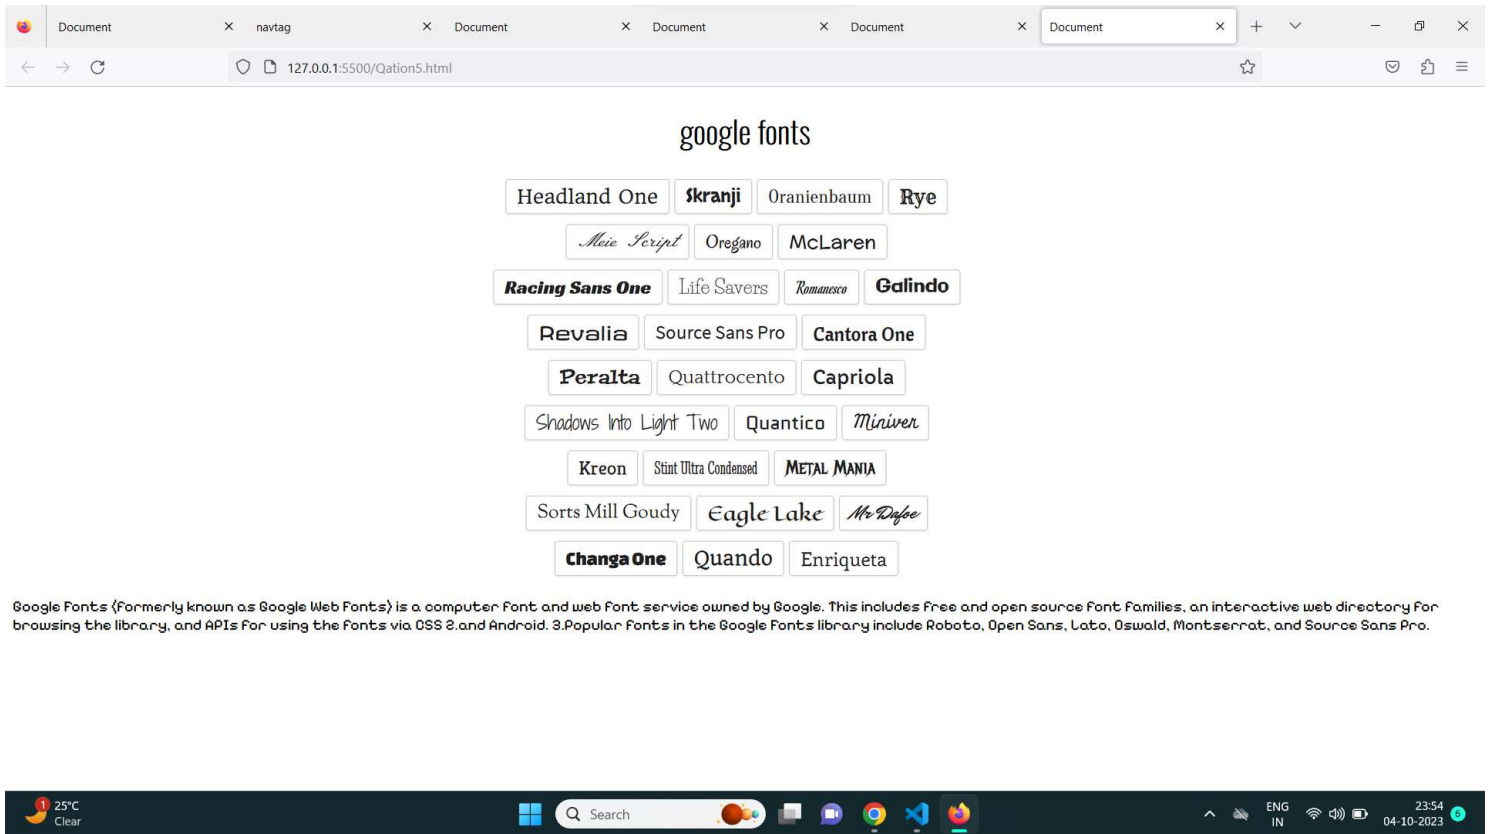 Document navtag Document Document Document Document
127.0.0.1:5500/Qation5.html
google fonts
Headland One Skranji Oranienbaum Rye
Meie Script Oregano McLaren
Racing Sans One Life Savers Romanesco Galindo
Revalia Source Sans Pro Cantora One
Peralta Quattrocento Capriola
Shadows Into Light Two Quantico Miniver
Kreon Stint Ultra Condensed Metal Mania
Sorts Mill Goudy Eagle Lake Mr Dafoe
Changa One Quando Enriqueta
Google Fonts (formerly known as Google Web Fonts) is a computer font and web font service owned by Google. This includes free and open source font families, an interactive web directory for
browsing the library, and APIs for using the fonts via CSS 2.and Android. 3.Popular fonts in the Google Fonts library include Roboto, Open Sans, Lato, Oswald, Montserrat, and Source Sans Pro.
1 25°C
Clear
Search
ENG
IN
23:54
04-10-2023
6